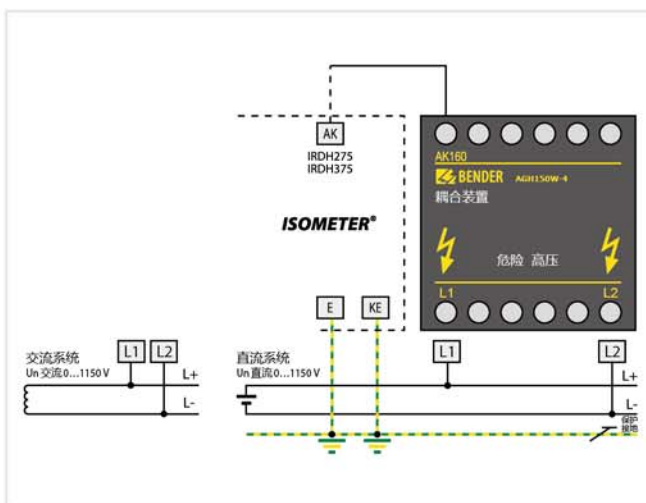 AK
IRDH275
IRDH375
ISOMETER®
E
KE
AK160
BENDER AGH150W-4
耦合装置
危险 高压
L1
L2
L1
L2
L1
L2
交流系统
Un 交流 0...1150 V
L+
L-
直流系统
Un 直流 0...1150 V
L+
L-
保护
接地